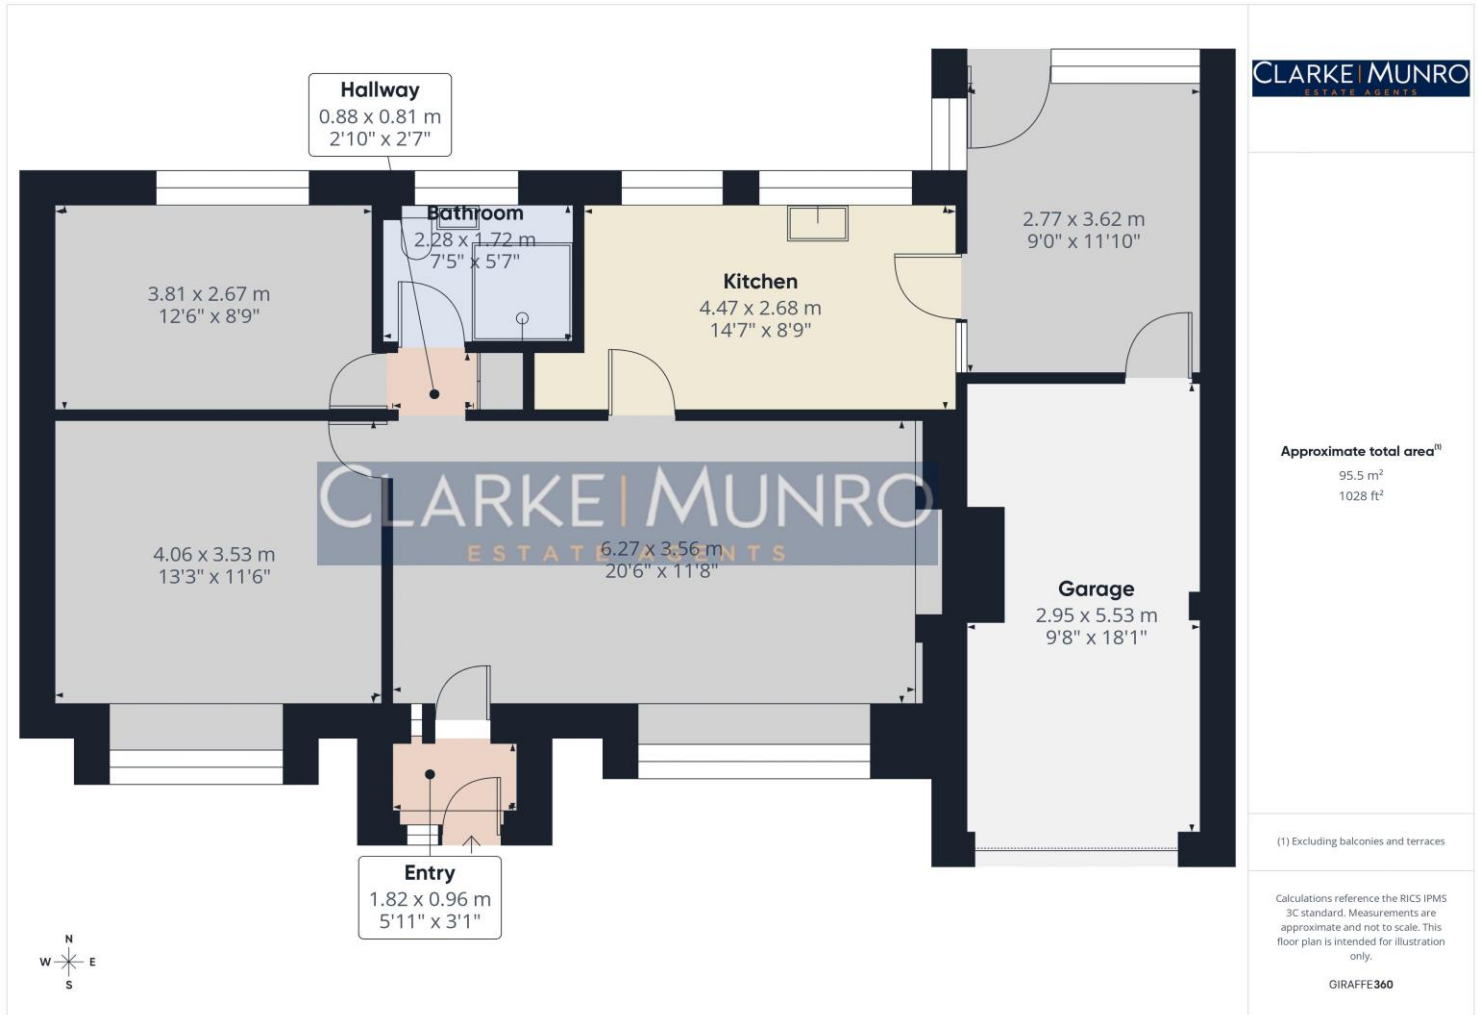 Hallway
0.88 x 0.81 m
2'10" x 2'7"
CLARKE|MUNRO
ESTATE AGENTS
Bathroom
2.28 x 1.72 m
7'5" x 5'7"
2.77 x 3.62 m
9'0" x 11'10"
3.81 x 2.67 m
12'6" x 8'9"
Kitchen
4.47 x 2.68 m
14'7" x 8'9"
Approximate total area(1)
95.5 m²
1028 ft²
CLARKE|MUNRO
ESTATE AGENTS
4.06 x 3.53 m
13'3" x 11'6"
6.27 x 3.56 m
20'6" x 11'8"
Garage
2.95 x 5.53 m
9'8" x 18'1"
Entry
1.82 x 0.96 m
5'11" x 3'1"
(1) Excluding balconies and terraces
Calculations reference the RICS IPMS
3C standard. Measurements are
approximate and not to scale. This
floor plan is intended for illustration
only.
GIRAFFE360
N
W E
S